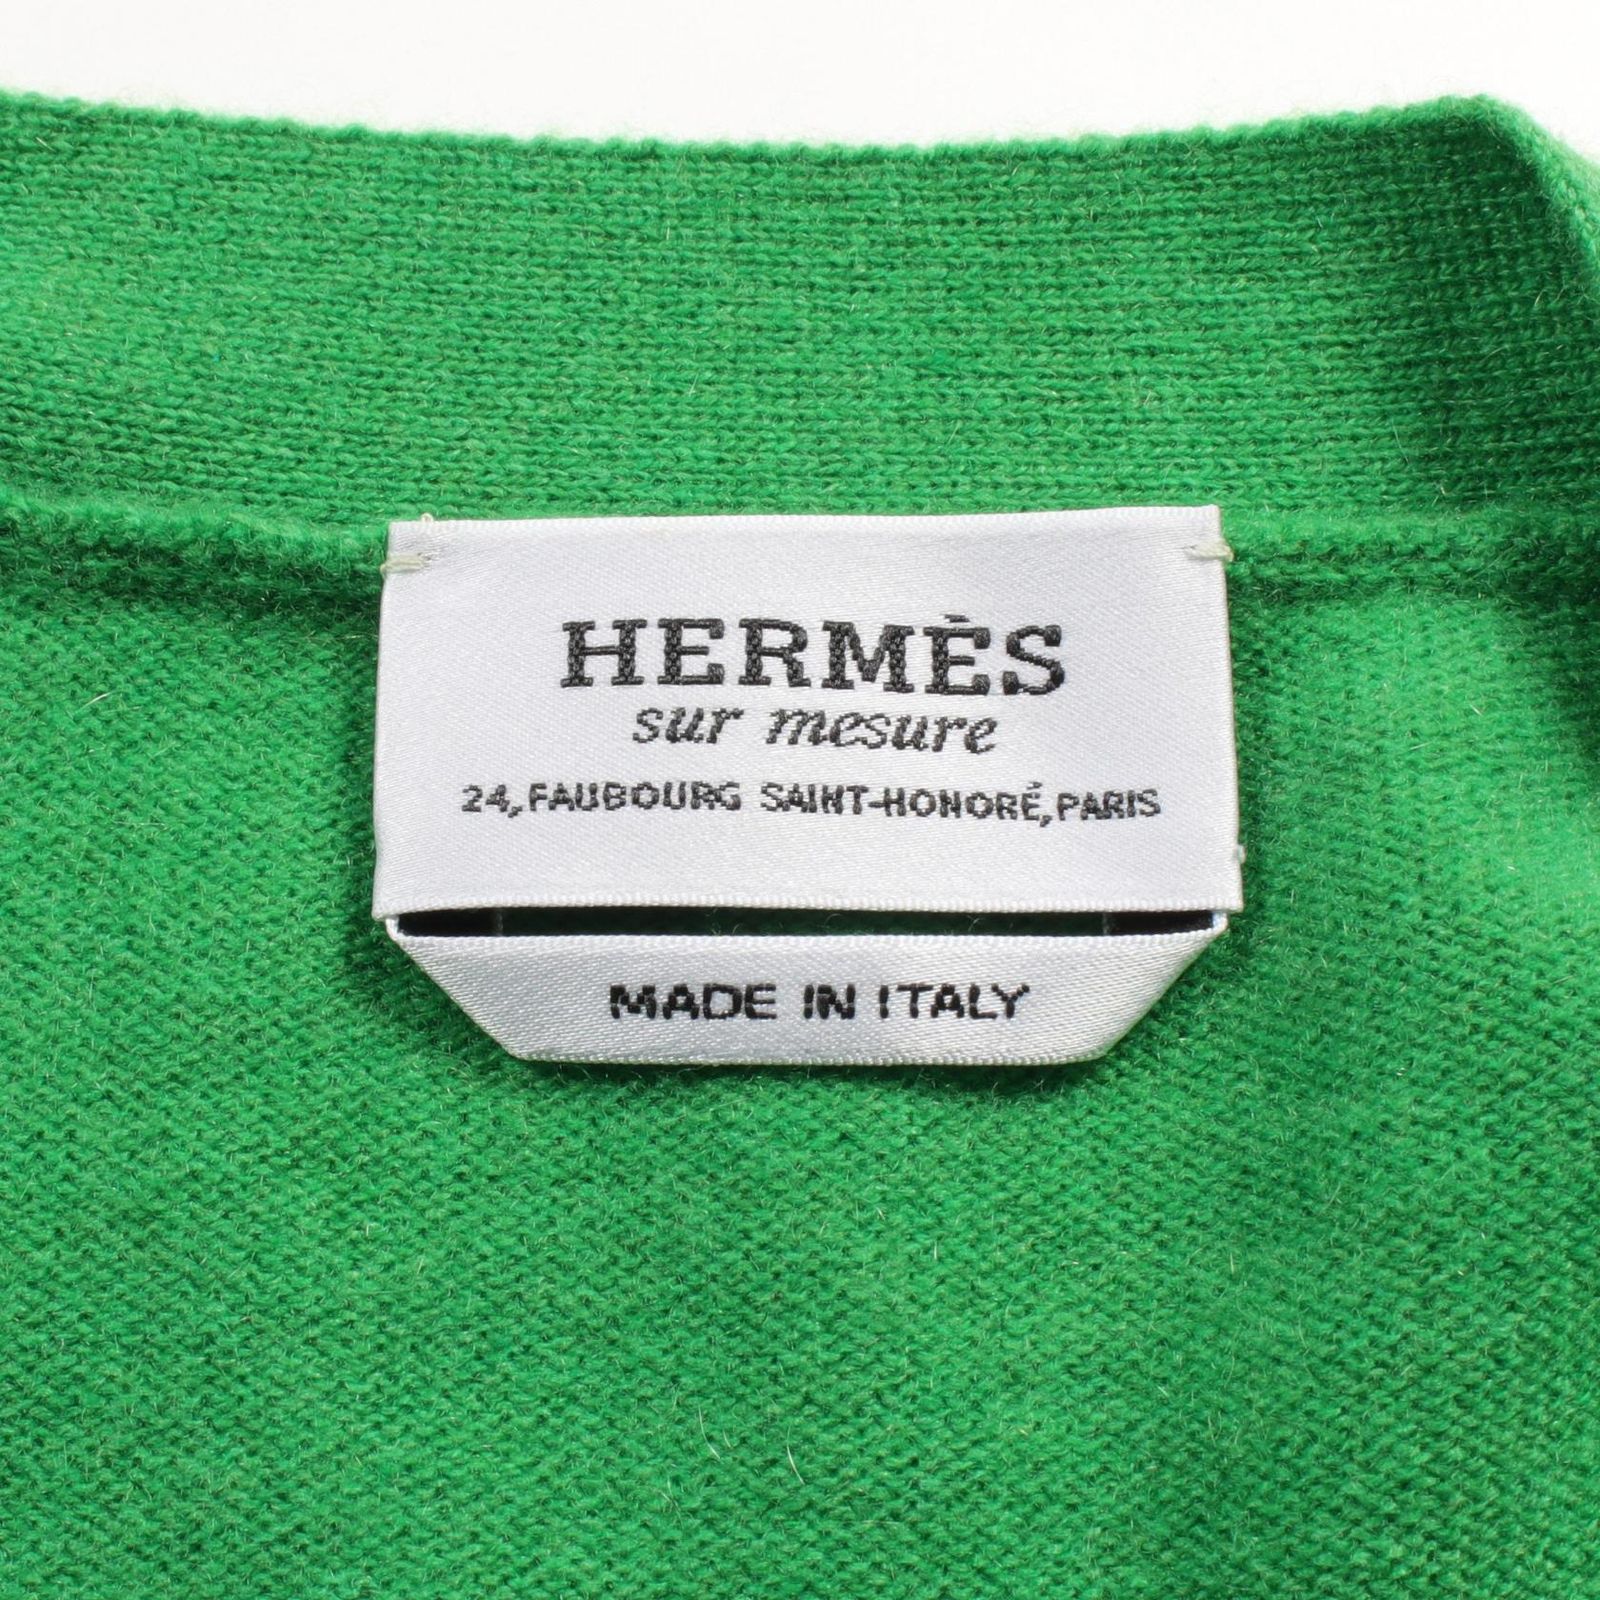 HERMÈS
sur mesure
24, FAUBOURG SAINT-HONORÉ, PARIS
MADE IN ITALY